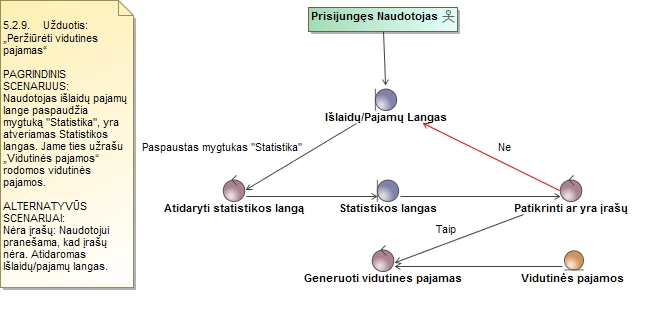 5.2.9. Užduotis:
„Peržiūrėti vidutines
pajamas“
PAGRINDINIS
SCENARIJUS:
Naudotojas išlaidų pajamų
lange paspaudžia
mygtuką "Statistika", yra
atveriamas Statistikos
langas. Jame ties užrašu
„Vidutinės pajamos“
rodomos vidutinės
pajamos.
ALTERNATYVŪS
SCENARIJAI:
Nėra įrašų: Naudotojui
pranešama, kad įrašų
nėra. Atidaromas
Išlaidų/pajamų langas.
Prisijungęs Naudotojas
Išlaidų/Pajamų Langas
Paspaustas mygtukas "Statistika"
Ne
Atidaryti statistikos langą
Statistikos langas
Patikrinti ar yra įrašų
Taip
Generuoti vidutines pajamas
Vidutinės pajamos